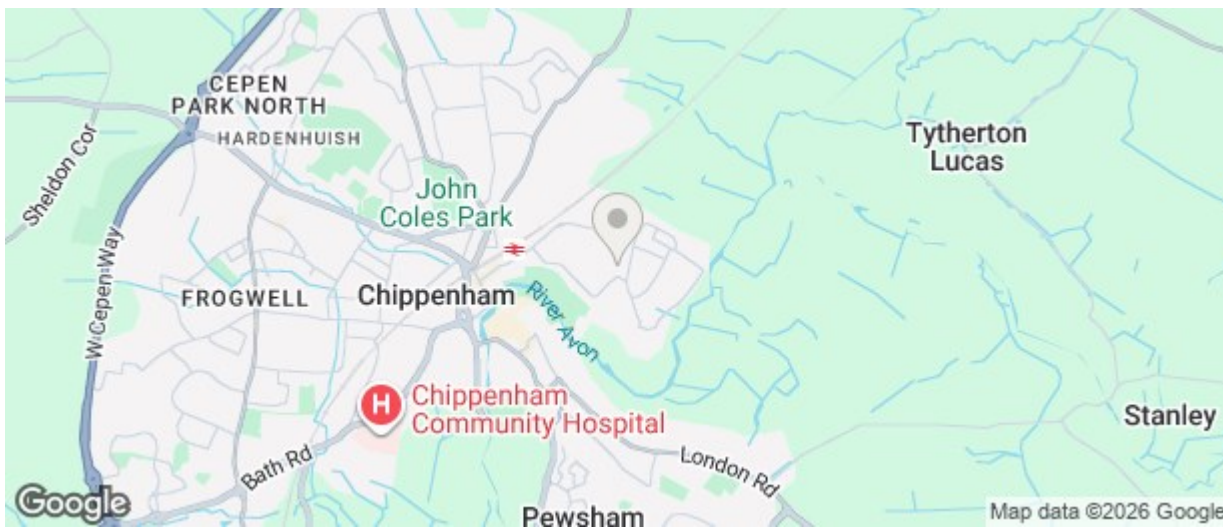 CEPEN
PARK NORTH
HARDENHUISH
Sheldon Cor
W Cepen Way
John
Coles Park
Tytherton
Lucas
FROGWELL
Chippenham
River Avon
H
Chippenham
Community Hospital
Bath Rd
London Rd
Stanley
Pewsham
Google
Map data ©2026 Google